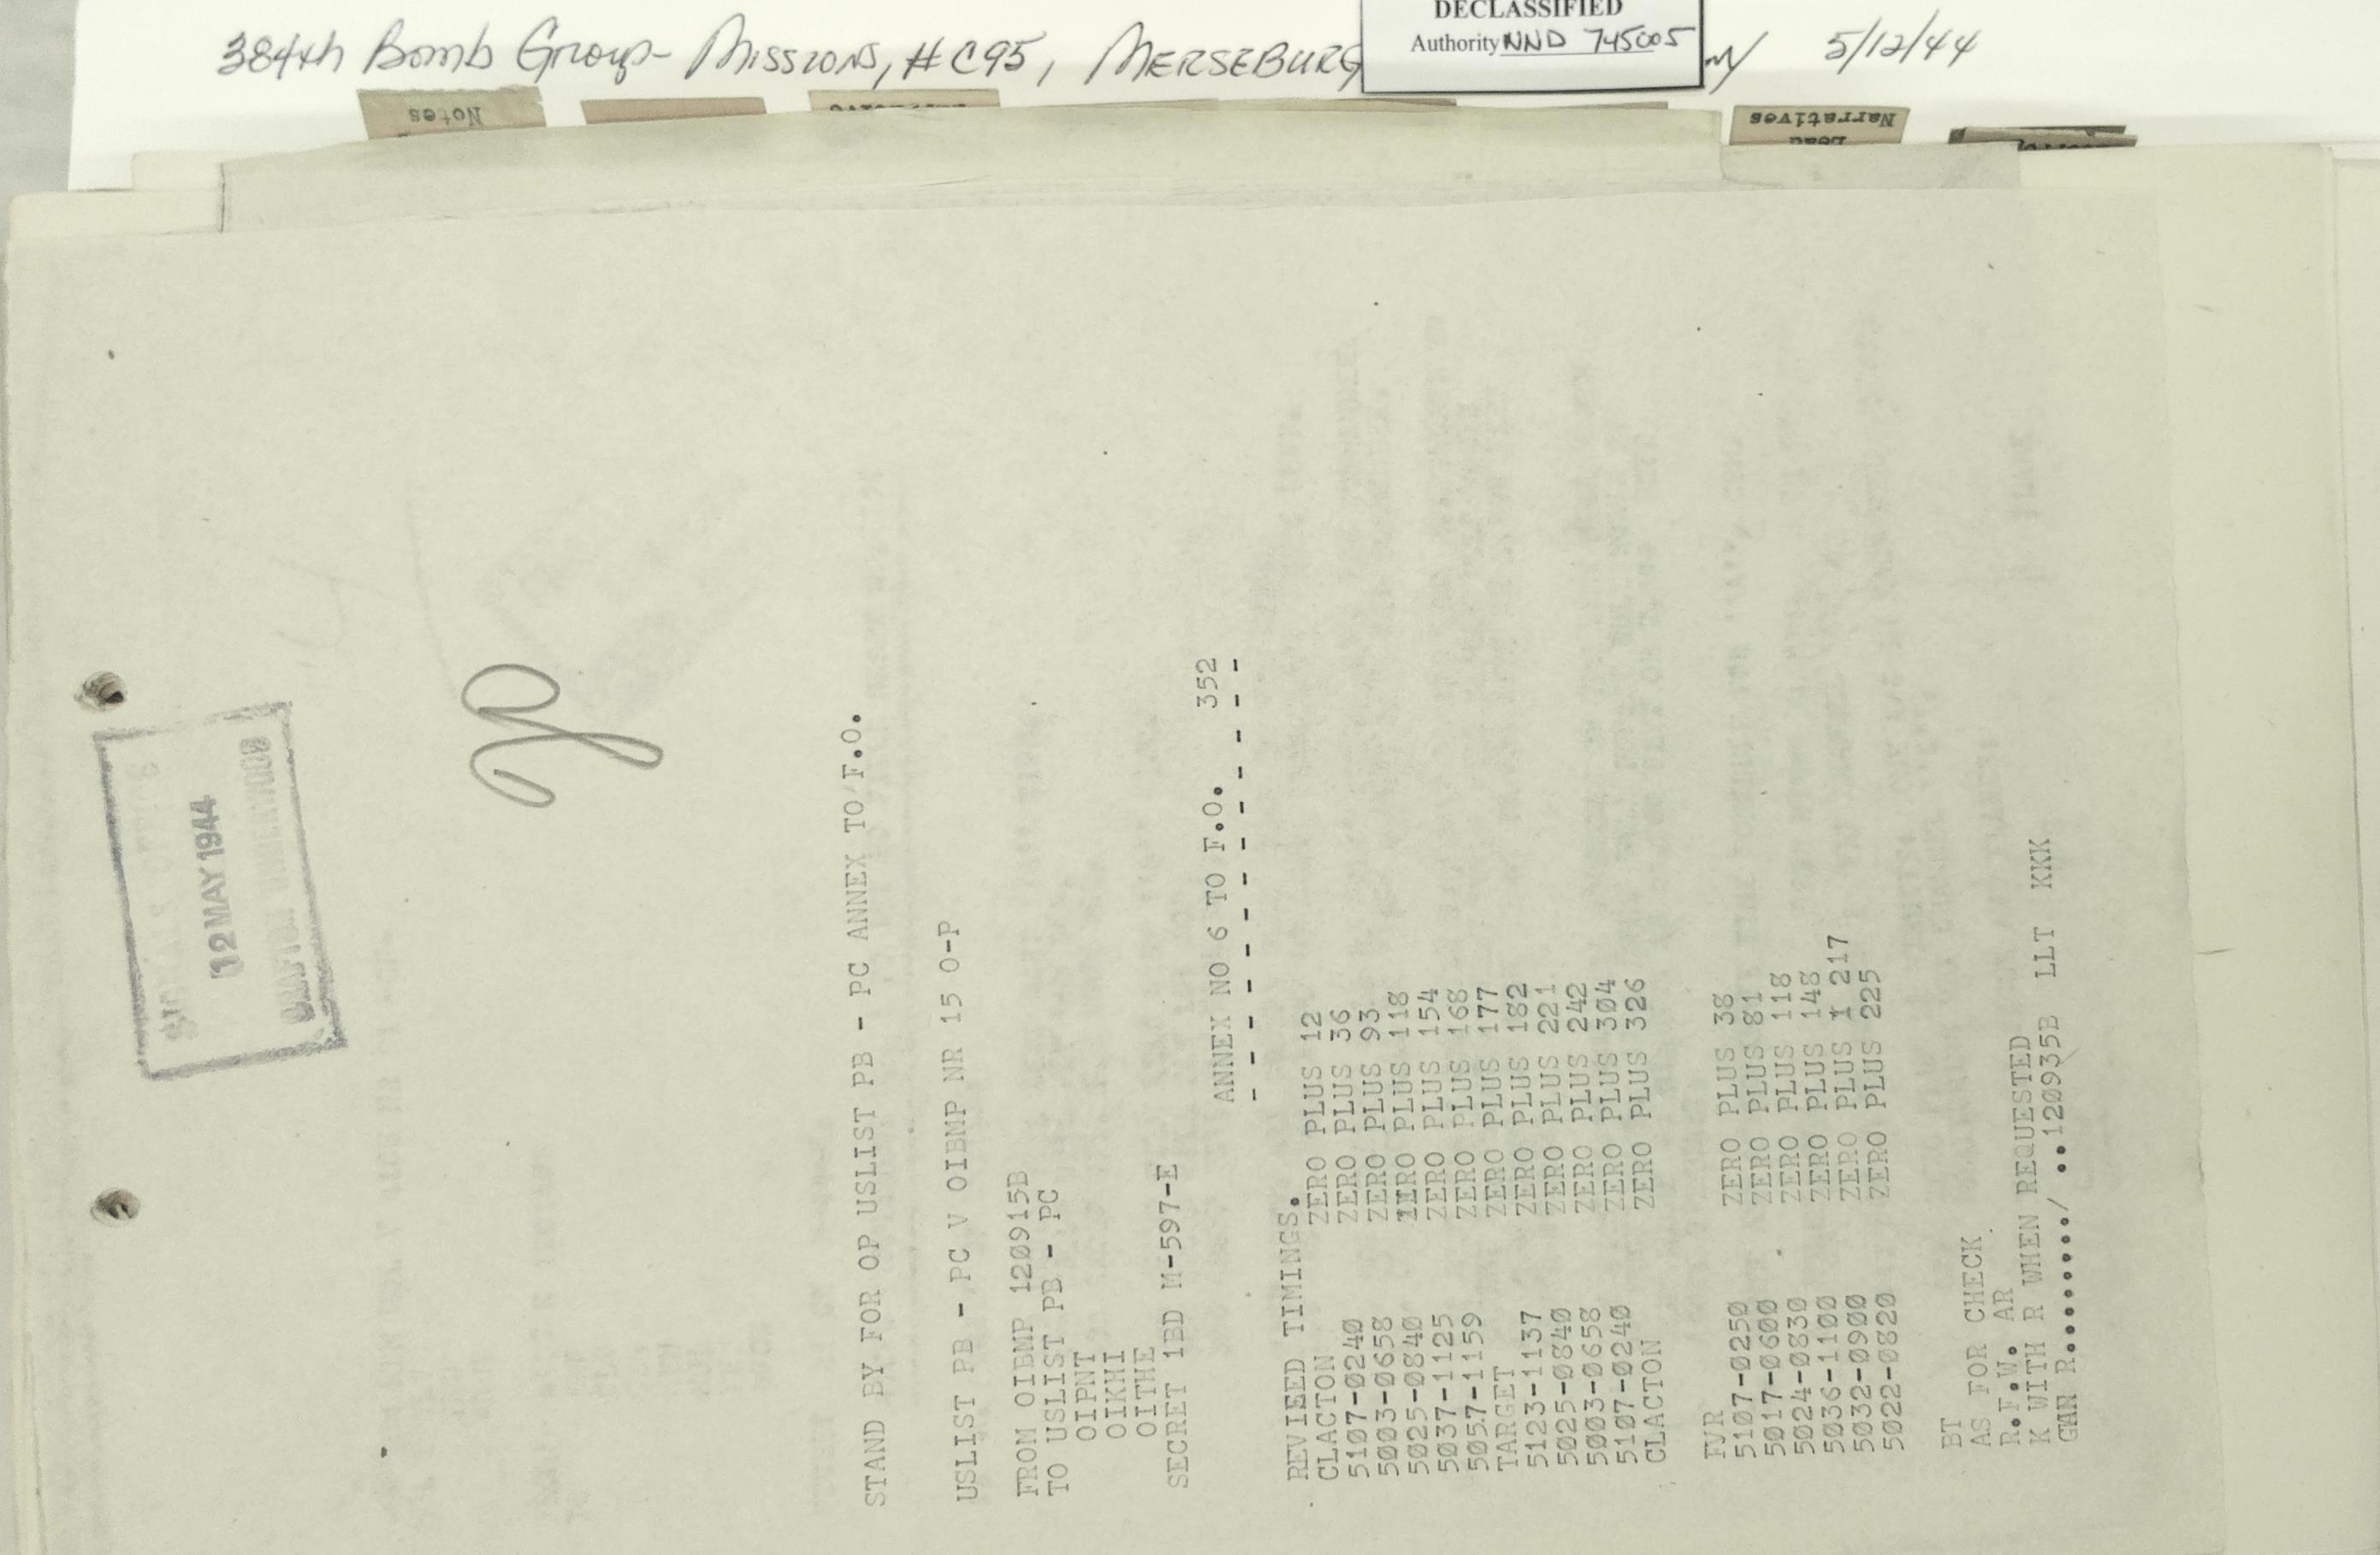 384th Bomb Group - Missions, #C95, MERSEBURG
5/12/44
DECLASSIFIED
Authority NND 745005
Notes
Lead
Narratives
12 MAY 1944
STAND BY FOR OP USLIST PB - PC ANNEX TO F.O.
USLIST PB - PC V OIBMP NR 15 O-P
FROM OIBMP 120915B
TO USLIST PB - PC
OIPNT
OIKHI
OITHE
SECRET 1BD M-597-E
ANNEX NO 6 TO F.O. 352
- - - - - - - - - - - - -
REVIEED TIMINGS.
CLACTON ZERO PLUS 12
5107-0240 ZERO PLUS 36
5003-0658 ZERO PLUS 93
5025-0840 ZERO PLUS 118
5037-1125 ZERO PLUS 154
5057-1159 ZERO PLUS 168
TARGET ZERO PLUS 177
5123-1137 ZERO PLUS 182
5025-0840 ZERO PLUS 221
5003-0658 ZERO PLUS 242
5107-0240 ZERO PLUS 304
CLACTON ZERO PLUS 326
FVR
5107-0250 ZERO PLUS 38
5017-0600 ZERO PLUS 81
5024-0830 ZERO PLUS 118
5036-1100 ZERO PLUS 148
5032-0900 ZERO PLUS 217
5022-0820 ZERO PLUS 225
BT
AS FOR CHECK
R.F.W. AR
K WITH R WHEN REQUESTED
R........./ ..120935B LLT KKK